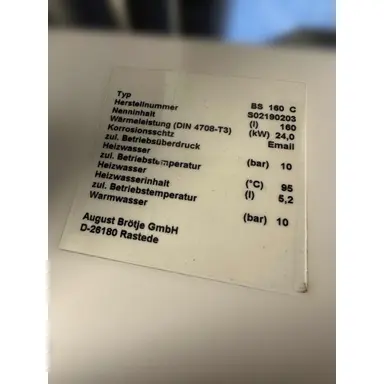 Typ BS 160 C
Herstellnummer S02190203
Nenninhalt (l) 160
Wärmeleistung (DIN 4708-T3) (kW) 24,0
Korrosionsschtz Email
zul. Betriebsüberdruck
Heizwasser (bar) 10
zul. Betriebstemperatur
Heizwasser (°C) 95
Heizwasserinhalt (l) 5,2
zul. Betriebstemperatur
Warmwasser (bar) 10
August Brötje GmbH
D-26180 Rastede